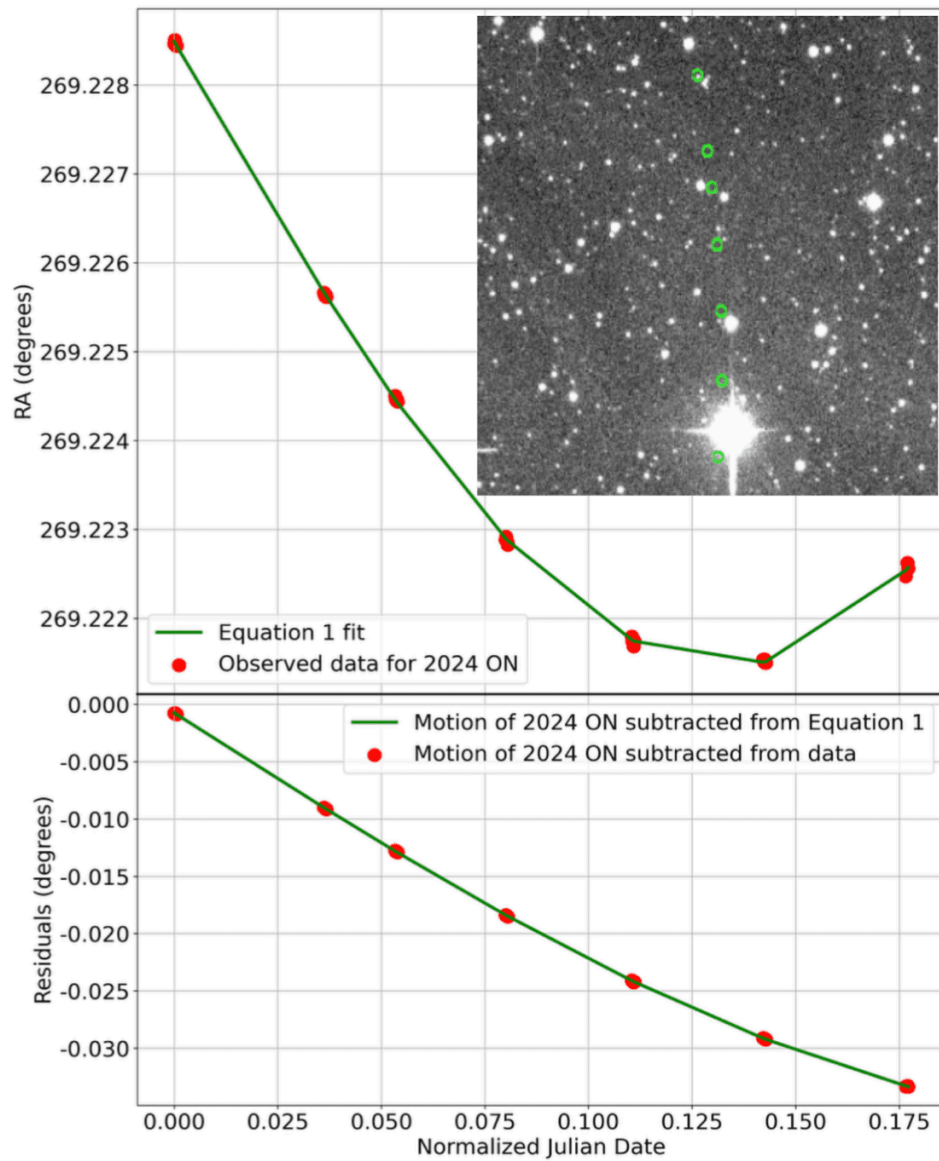 269.228
269.227
269.226
269.225
269.224
269.223
269.222
RA (degrees)
Equation 1 fit
Observed data for 2024 ON
0.000
-0.005
-0.010
-0.015
-0.020
-0.025
-0.030
Residuals (degrees)
Motion of 2024 ON subtracted from Equation 1
Motion of 2024 ON subtracted from data
0.000 0.025 0.050 0.075 0.100 0.125 0.150 0.175
Normalized Julian Date